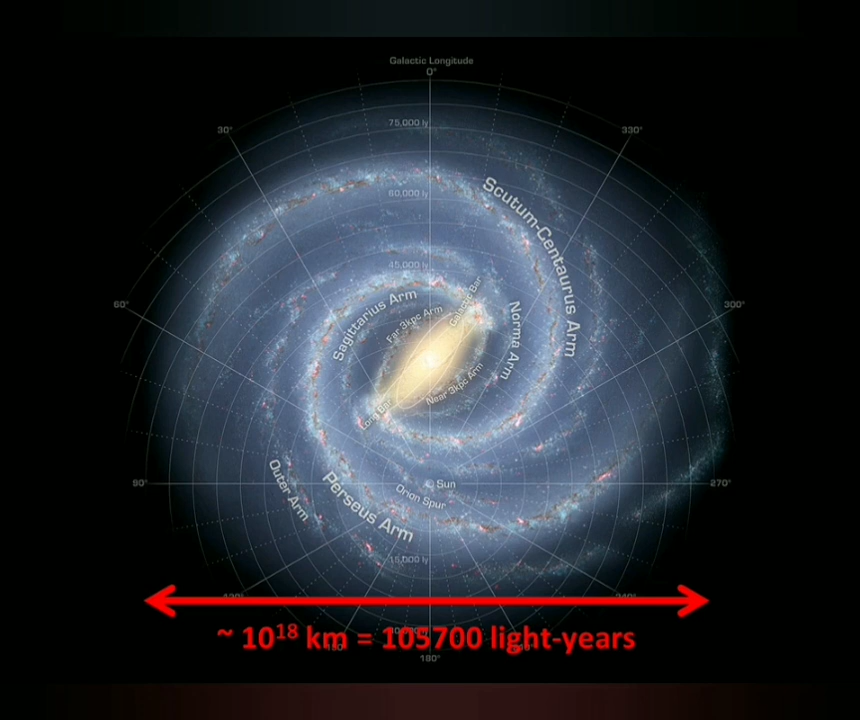 Galactic Longitude
0°
30°
330°
75,000 ly
60,000 ly
45,000 ly
Scutum-Centaurus Arm
60°
300°
Sagittarius Arm
Far 3kpc Arm
Galactic Bar
Norma Arm
Near 3kpc Arm
Long Bar
90°
Sun
270°
Outer Arm
Perseus Arm
Orion Spur
15,000 ly
~ 10¹⁸ km = 105700 light-years
180°